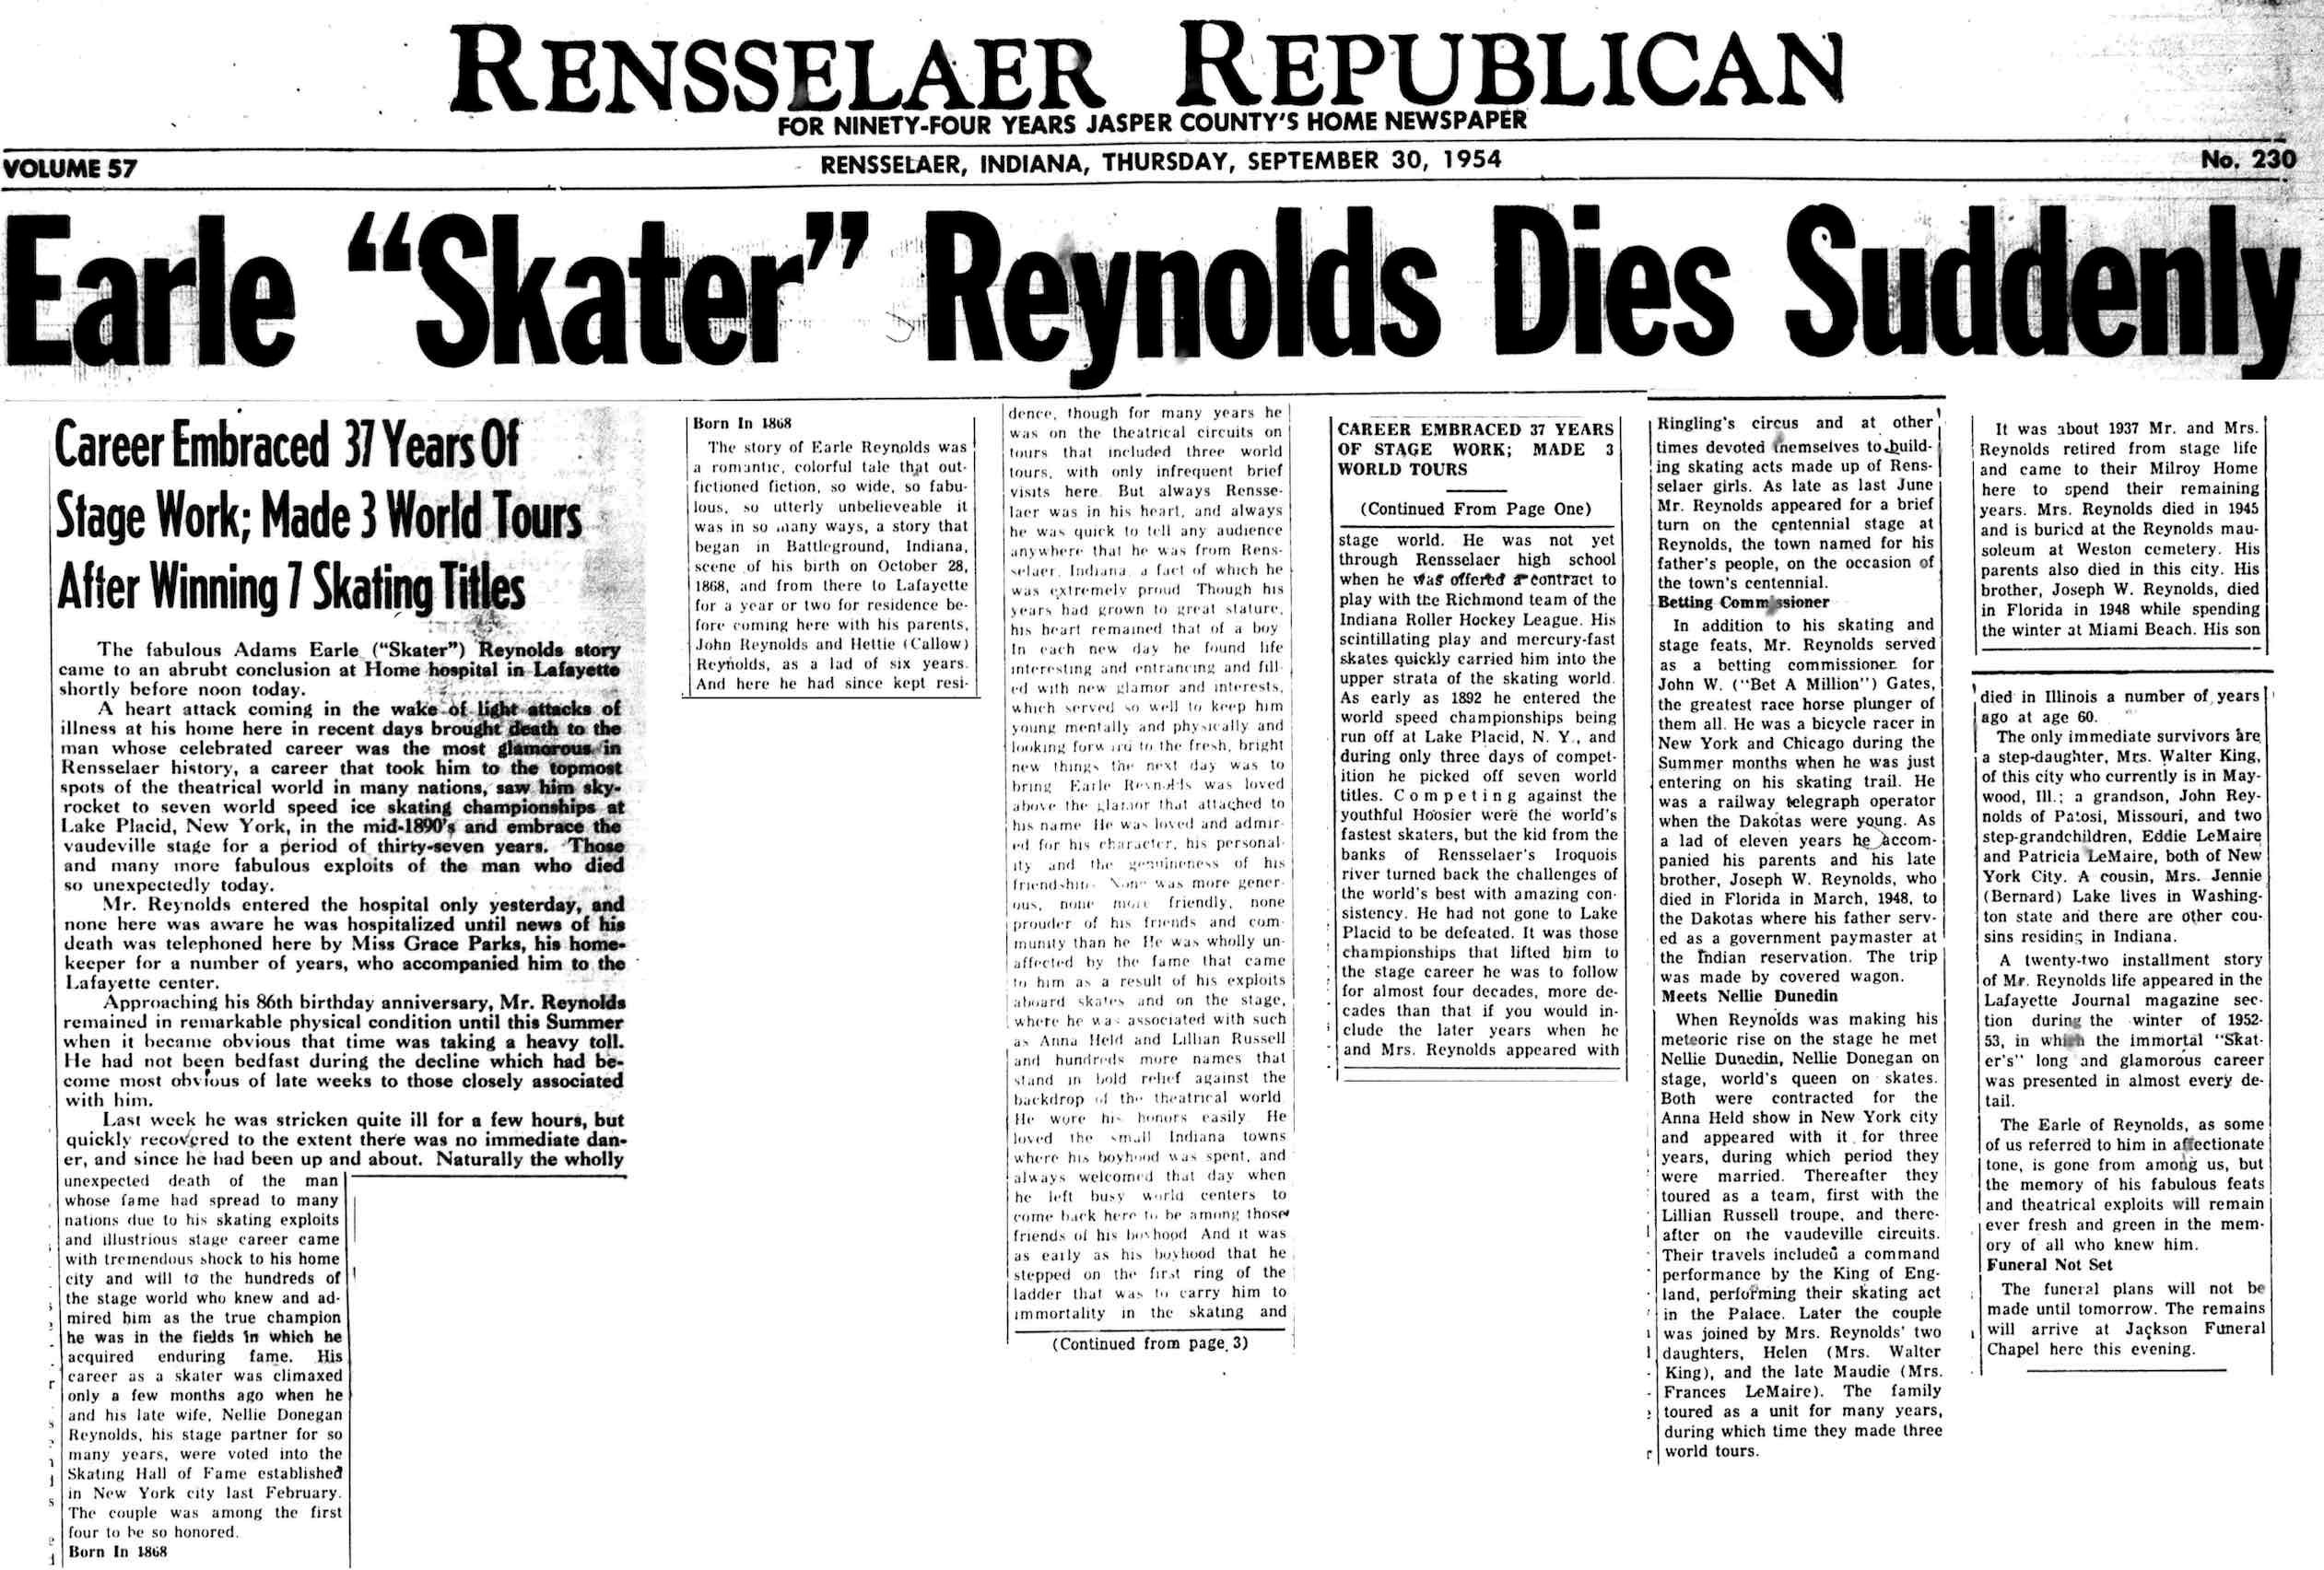 RENSSELAER REPUBLICAN
FOR NINETY-FOUR YEARS JASPER COUNTY'S HOME NEWSPAPER
VOLUME 57
RENSSELAER, INDIANA, THURSDAY, SEPTEMBER 30, 1954
No. 230
Earle "Skater" Reynolds Dies Suddenly
Career Embraced 37 Years Of
Stage Work; Made 3 World Tours
After Winning 7 Skating Titles
The fabulous Adams Earle ("Skater") Reynolds story
came to an abrubt conclusion at Home hospital in Lafayette
shortly before noon today.
A heart attack coming in the wake of light attacks of
illness at his home here in recent days brought death to the
man whose celebrated career was the most glamorous in
Rensselaer history, a career that took him to the topmost
spots of the theatrical world in many nations, saw him sky-
rocket to seven world speed ice skating championships at
Lake Placid, New York, in the mid-1890's and embrace the
vaudeville stage for a period of thirty-seven years. Those
and many more fabulous exploits of the man who died
so unexpectedly today.
Mr. Reynolds entered the hospital only yesterday, and
none here was aware he was hospitalized until news of his
death was telephoned here by Miss Grace Parks, his home-
keeper for a number of years, who accompanied him to the
Lafayette center.
Approaching his 86th birthday anniversary, Mr. Reynolds
remained in remarkable physical condition until this Summer
when it became obvious that time was taking a heavy toll.
He had not been bedfast during the decline which had be-
come most obvious of late weeks to those closely associated
with him.
Last week he was stricken quite ill for a few hours, but
quickly recovered to the extent there was no immediate dan-
er, and since he had been up and about. Naturally the wholly
unexpected death of the man
whose fame had spread to many
nations due to his skating exploits
and illustrious stage career came
with tremendous shock to his home
city and will to the hundreds of
the stage world who knew and ad-
mired him as the true champion
he was in the fields in which he
acquired enduring fame. His
career as a skater was climaxed
only a few months ago when he
and his late wife, Nellie Donegan
Reynolds, his stage partner for so
many years, were voted into the
Skating Hall of Fame established
in New York city last February.
The couple was among the first
four to be so honored.
Born In 1868
Born In 1868
The story of Earle Reynolds was
a romantic, colorful tale that out-
fictioned fiction, so wide, so fabu-
lous, so utterly unbelieveable it
was in so many ways, a story that
began in Battleground, Indiana,
scene of his birth on October 28,
1868, and from there to Lafayette
for a year or two for residence be-
fore coming here with his parents,
John Reynolds and Hettie (Callow)
Reynolds, as a lad of six years.
And here he had since kept resi-
dence, though for many years he
was on the theatrical circuits on
tours that included three world
tours, with only infrequent brief
visits here. But always Rensse-
laer was in his heart, and always
he was quick to tell any audience
anywhere that he was from Rens-
selaer, Indiana, a fact of which he
was extremely proud Though his
years had grown to great stature,
his heart remained that of a boy
In each new day he found life
interesting and entrancing and fill-
ed with new glamor and interests,
which served so well to keep him
young mentally and physically and
looking forward to the fresh, bright
new things the next day was to
bring Earle Reynolds was loved
above the glamor that attached to
his name He was loved and admir-
ed for his character, his personal-
ity and the genuineness of his
friendship. None was more gener-
ous, none more friendly, none
prouder of his friends and com-
munity than he He was wholly un-
affected by the fame that came
to him as a result of his exploits
aboard skates and on the stage,
where he was associated with such
as Anna Held and Lillian Russell
and hundreds more names that
stand in bold relief against the
backdrop of the theatrical world
He wore his honors easily He
loved the small Indiana towns
where his boyhood was spent, and
always welcomed that day when
he left busy world centers to
come back here to be among those
friends of his boyhood And it was
as early as his boyhood that he
stepped on the first ring of the
ladder that was to carry him to
immortality in the skating and
(Continued from page 3)
CAREER EMBRACED 37 YEARS
OF STAGE WORK; MADE 3
WORLD TOURS
(Continued From Page One)
stage world. He was not yet
through Rensselaer high school
when he was offered a contract to
play with the Richmond team of the
Indiana Roller Hockey League. His
scintillating play and mercury-fast
skates quickly carried him into the
upper strata of the skating world.
As early as 1892 he entered the
world speed championships being
run off at Lake Placid, N. Y., and
during only three days of compet-
ition he picked off seven world
titles. Competing against the
youthful Hoosier were the world's
fastest skaters, but the kid from the
banks of Rensselaer's Iroquois
river turned back the challenges of
the world's best with amazing con-
sistency. He had not gone to Lake
Placid to be defeated. It was those
championships that lifted him to
the stage career he was to follow
for almost four decades, more de-
cades than that if you would in-
clude the later years when he
and Mrs. Reynolds appeared with
Ringling's circus and at other
times devoted themselves to build-
ing skating acts made up of Rens-
selaer girls. As late as last June
Mr. Reynolds appeared for a brief
turn on the centennial stage at
Reynolds, the town named for his
father's people, on the occasion of
the town's centennial.
Betting Commissioner
In addition to his skating and
stage feats, Mr. Reynolds served
as a betting commissioner for
John W. ("Bet A Million") Gates,
the greatest race horse plunger of
them all. He was a bicycle racer in
New York and Chicago during the
Summer months when he was just
entering on his skating trail. He
was a railway telegraph operator
when the Dakotas were young. As
a lad of eleven years he accom-
panied his parents and his late
brother, Joseph W. Reynolds, who
died in Florida in March, 1948, to
the Dakotas where his father serv-
ed as a government paymaster at
the Indian reservation. The trip
was made by covered wagon.
Meets Nellie Dunedin
When Reynolds was making his
meteoric rise on the stage he met
Nellie Dunedin, Nellie Donegan on
stage, world's queen on skates.
Both were contracted for the
Anna Held show in New York city
and appeared with it for three
years, during which period they
were married. Thereafter they
toured as a team, first with the
Lillian Russell troupe, and there-
after on the vaudeville circuits.
Their travels included a command
performance by the King of Eng-
land, performing their skating act
in the Palace. Later the couple
was joined by Mrs. Reynolds' two
daughters, Helen (Mrs. Walter
King), and the late Maudie (Mrs.
Frances LeMaire). The family
toured as a unit for many years,
during which time they made three
world tours.
It was about 1937 Mr. and Mrs.
Reynolds retired from stage life
and came to their Milroy Home
here to spend their remaining
years. Mrs. Reynolds died in 1945
and is buried at the Reynolds mau-
soleum at Weston cemetery. His
parents also died in this city. His
brother, Joseph W. Reynolds, died
in Florida in 1948 while spending
the winter at Miami Beach. His son
died in Illinois a number of years
ago at age 60.
The only immediate survivors are
a step-daughter, Mrs. Walter King,
of this city who currently is in May-
wood, Ill.; a grandson, John Rey-
nolds of Patosi, Missouri, and two
step-grandchildren, Eddie LeMaire
and Patricia LeMaire, both of New
York City. A cousin, Mrs. Jennie
(Bernard) Lake lives in Washing-
ton state and there are other cou-
sins residing in Indiana.
A twenty-two installment story
of Mr. Reynolds life appeared in the
Lafayette Journal magazine sec-
tion during the winter of 1952-
53, in which the immortal "Skat-
er's" long and glamorous career
was presented in almost every de-
tail.
The Earle of Reynolds, as some
of us referred to him in affectionate
tone, is gone from among us, but
the memory of his fabulous feats
and theatrical exploits will remain
ever fresh and green in the mem-
ory of all who knew him.
Funeral Not Set
The funeral plans will not be
made until tomorrow. The remains
will arrive at Jackson Funeral
Chapel here this evening.